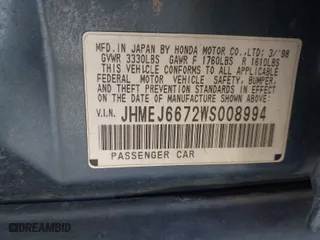 MFD. IN JAPAN BY HONDA MOTOR CO.,LTD: 3/'98
GVWR 3330LBS GAWR F 1760LBS R 1610LBS
THIS VEHICLE CONFORMS TO ALL APPLICABLE
FEDERAL MOTOR VEHICLE SAFETY, BUMPER,
AND THEFT PREVENTION STANDARDS IN EFFECT
ON THE DATE OF MANUFACTURE SHOWN ABOVE.
V.I.N. JHMEJ6672WS008994
PASSENGER CAR
DREAMBID